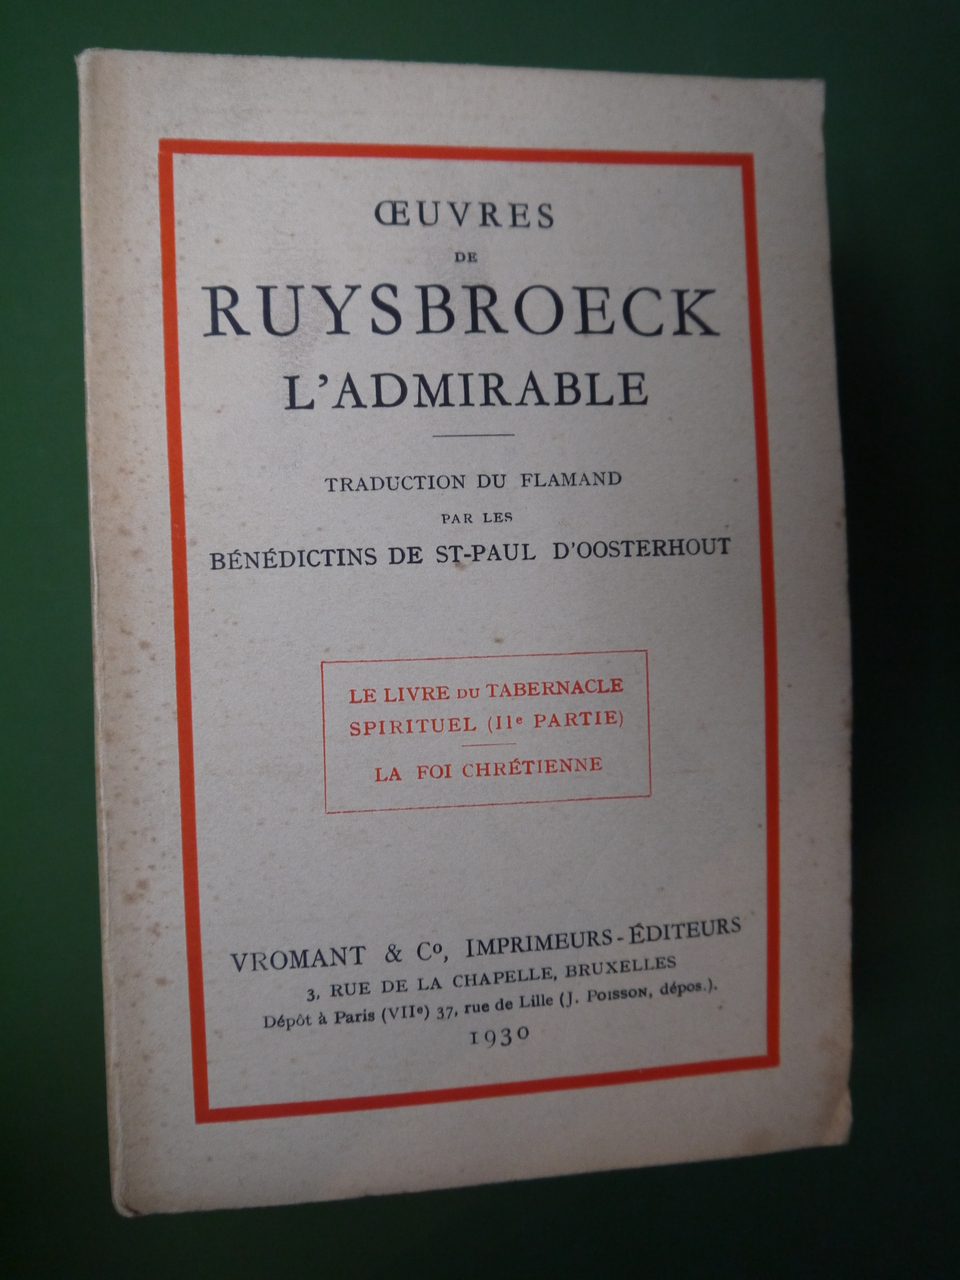 ŒUVRES
DE
RUYSBROECK
L'ADMIRABLE
TRADUCTION DU FLAMAND
PAR LES
BÉNÉDICTINS DE ST-PAUL D'OOSTERHOUT
LE LIVRE DU TABERNACLE
SPIRITUEL (IIe PARTIE)
LA FOI CHRÉTIENNE
VROMANT & Co, IMPRIMEURS-ÉDITEURS
3, RUE DE LA CHAPELLE, BRUXELLES
Dépôt à Paris (VIIe) 37, rue de Lille (J. POISSON, dépos.).
1930